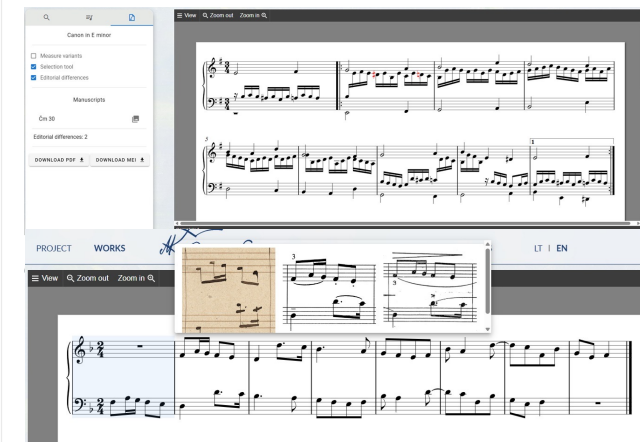 View Zoom out Zoom in
Canon in E minor
Measure variants
Selection tool
Editorial differences
Manuscripts
Čm 30
Editorial differences: 2
DOWNLOAD PDF DOWNLOAD MEI
5
1
PROJECT WORKS
LT | EN
3
3
View Zoom out Zoom in